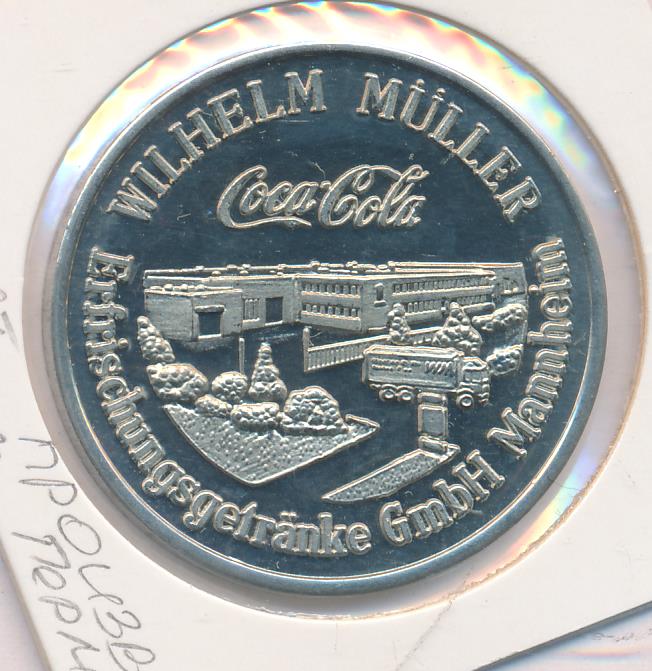 WILHELM MÜLLER
Coca-Cola
Erfrischungsgetränke GmbH Mannheim